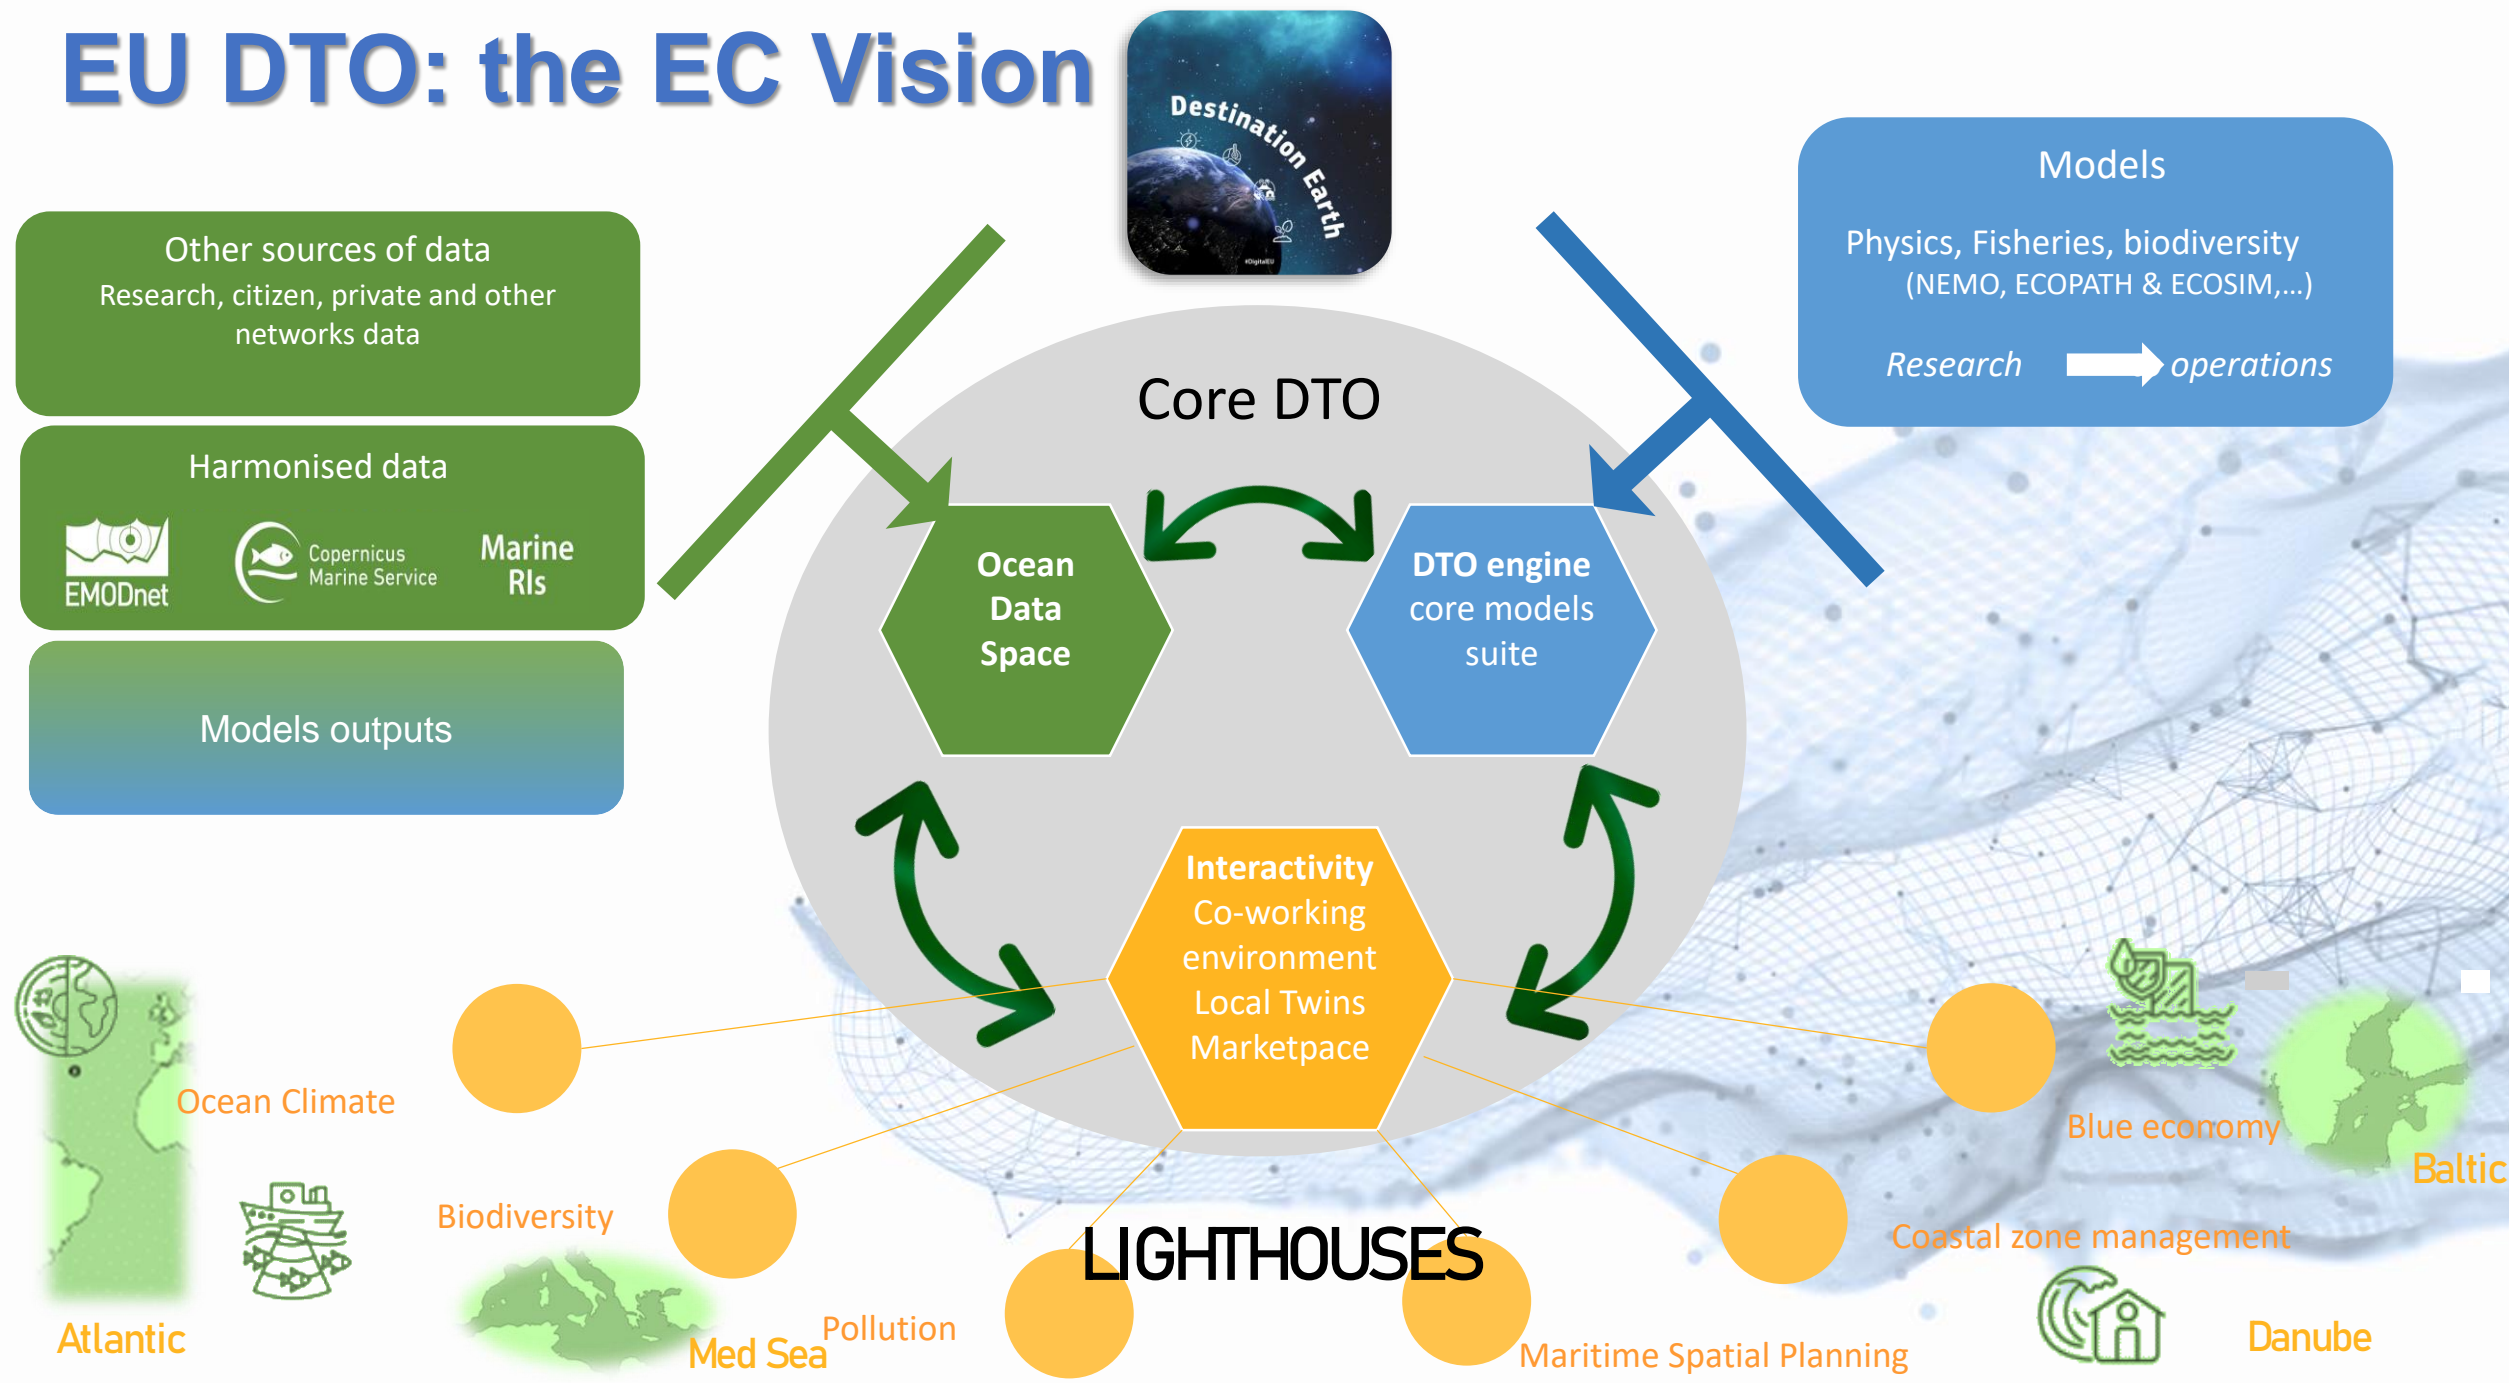 EU DTO: the EC Vision
Destination Earth
#DigitalEU
Other sources of data
Research, citizen, private and other
networks data
Harmonised data
EMODnet
Copernicus
Marine Service
Marine
RIs
Models outputs
Models
Physics, Fisheries, biodiversity
(NEMO, ECOPATH & ECOSIM,...)
Research operations
Core DTO
Ocean
Data
Space
DTO engine
core models
suite
Interactivity
Co-working
environment
Local Twins
Marketpace
Ocean Climate
Biodiversity
Pollution
LIGHTHOUSES
Maritime Spatial Planning
Coastal zone management
Blue economy
Atlantic
Med Sea
Baltic
Danube